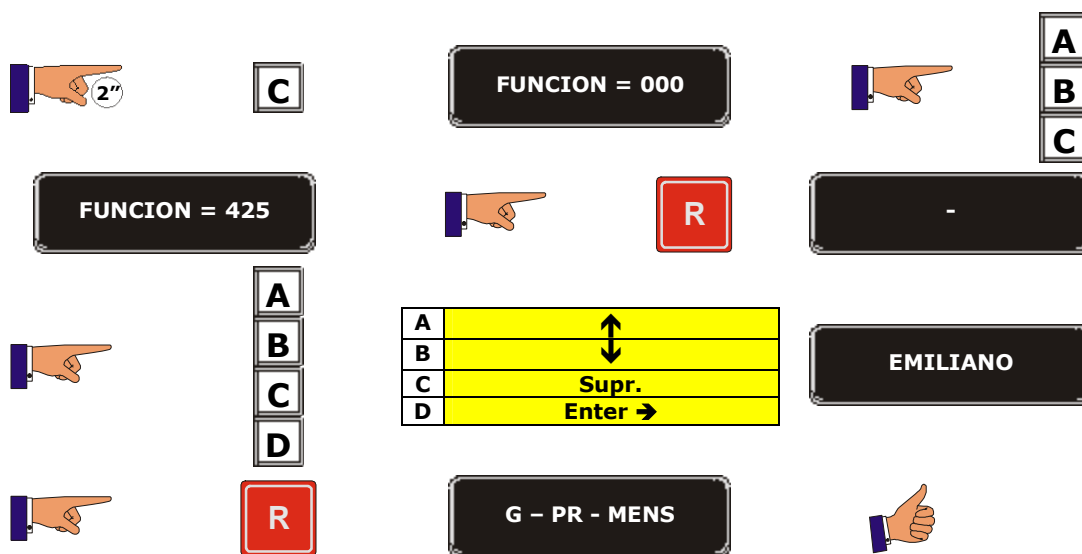 2”
C
FUNCION = 000
A
B
C
FUNCION = 425
R
-
A
B
C
D
A
B
C Supr.
D Enter ➔
EMILIANO
R
G – PR - MENS